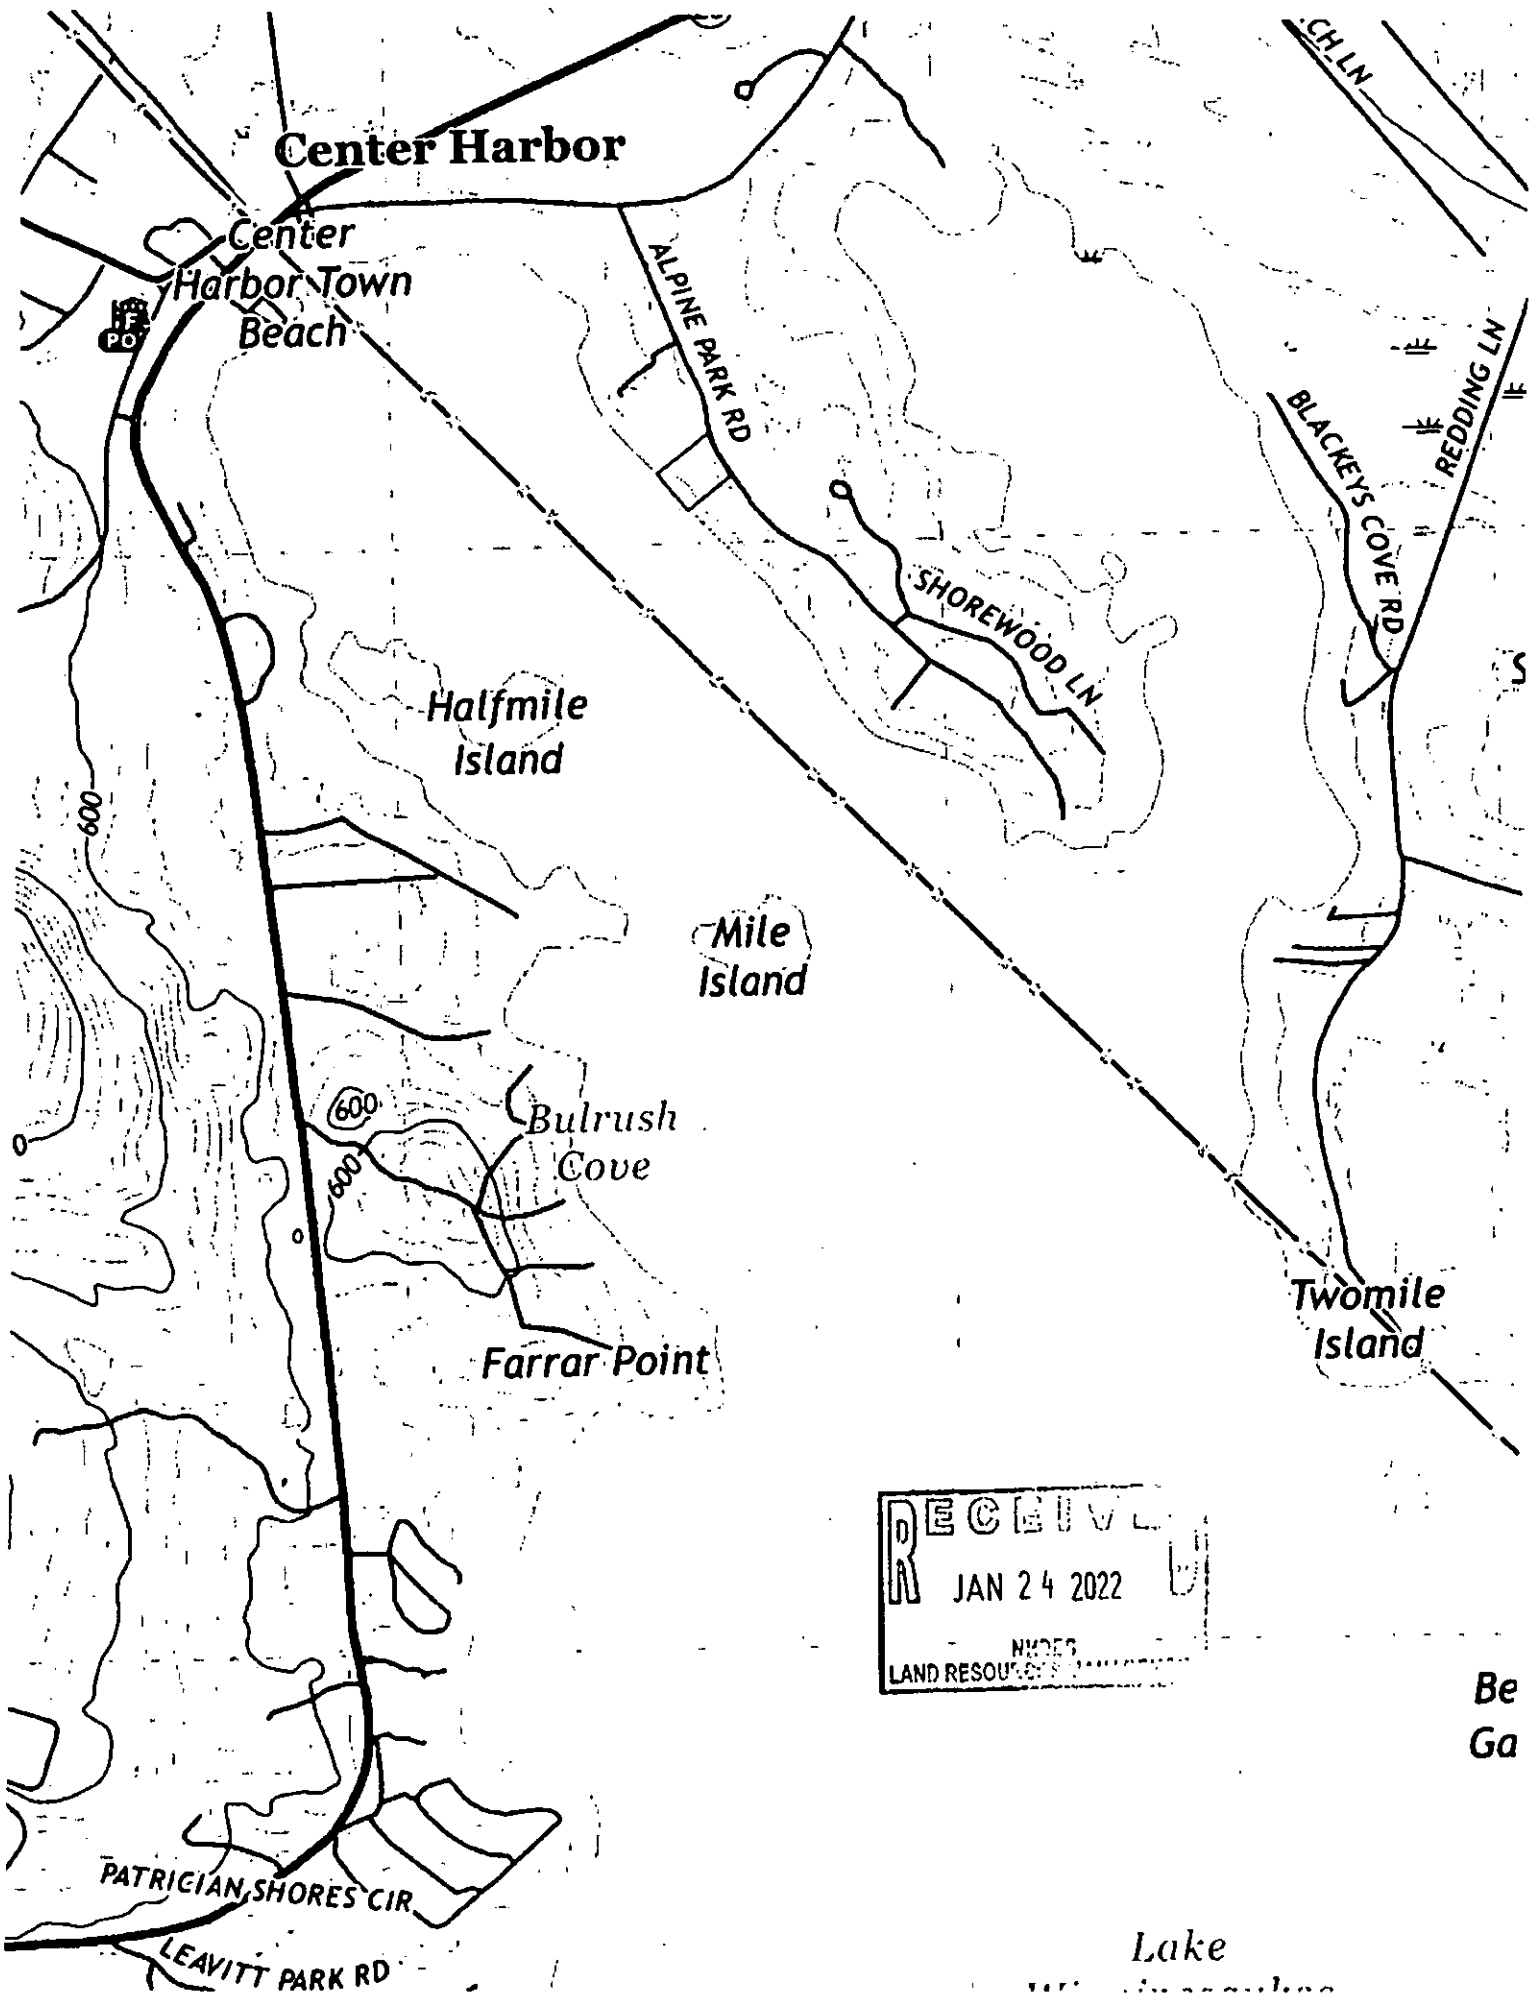 CH LN
Center Harbor
Center
Harbor Town
Beach
PO
ALPINE PARK RD
REDDING LN
BLACKEYS COVE RD
SHOREWOOD LN
S
Halfmile
Island
600
Mile
Island
600
Bulrush
Cove
600
0
Twomile
Island
Farrar Point
RECEIVED
JAN 24 2022
LAND RESOURCES
Be
Ga
PATRICIAN SHORES CIR
LEAVITT PARK RD
Lake